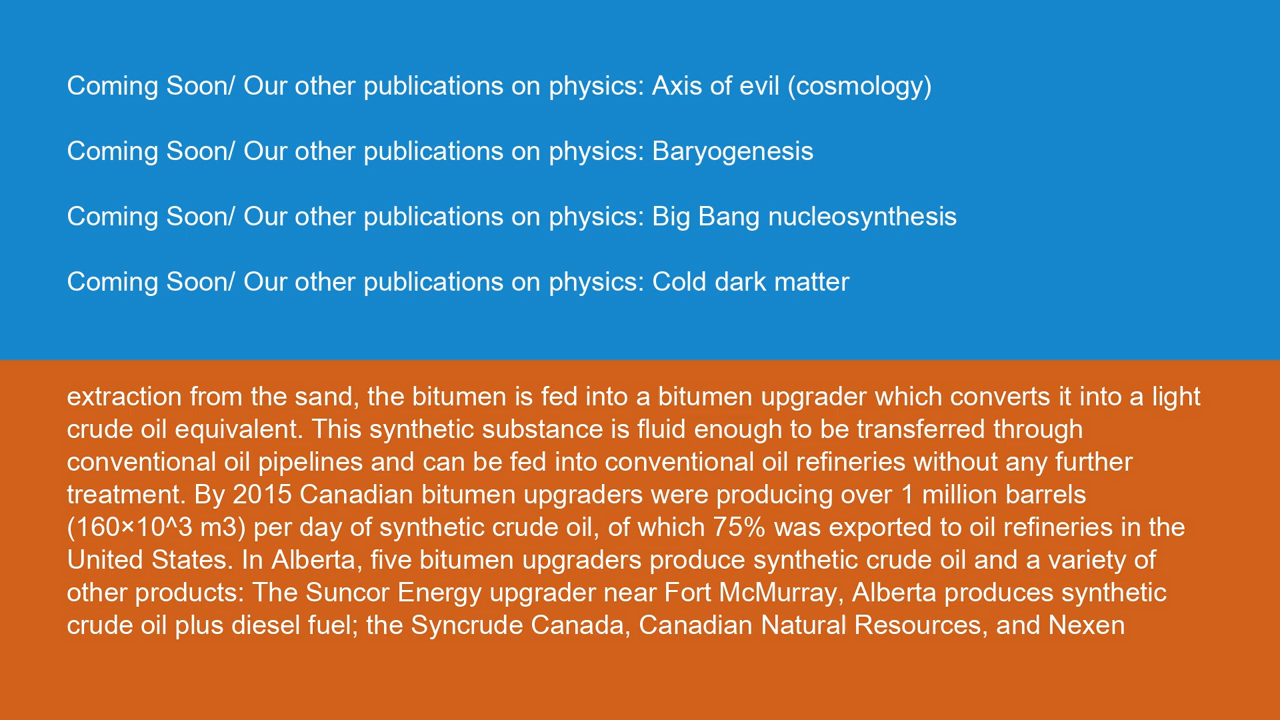 Coming Soon/ Our other publications on physics: Axis of evil (cosmology)
Coming Soon/ Our other publications on physics: Baryogenesis
Coming Soon/ Our other publications on physics: Big Bang nucleosynthesis
Coming Soon/ Our other publications on physics: Cold dark matter
extraction from the sand, the bitumen is fed into a bitumen upgrader which converts it into a light
crude oil equivalent. This synthetic substance is fluid enough to be transferred through
conventional oil pipelines and can be fed into conventional oil refineries without any further
treatment. By 2015 Canadian bitumen upgraders were producing over 1 million barrels
(160×10^3 m3) per day of synthetic crude oil, of which 75% was exported to oil refineries in the
United States. In Alberta, five bitumen upgraders produce synthetic crude oil and a variety of
other products: The Suncor Energy upgrader near Fort McMurray, Alberta produces synthetic
crude oil plus diesel fuel; the Syncrude Canada, Canadian Natural Resources, and Nexen